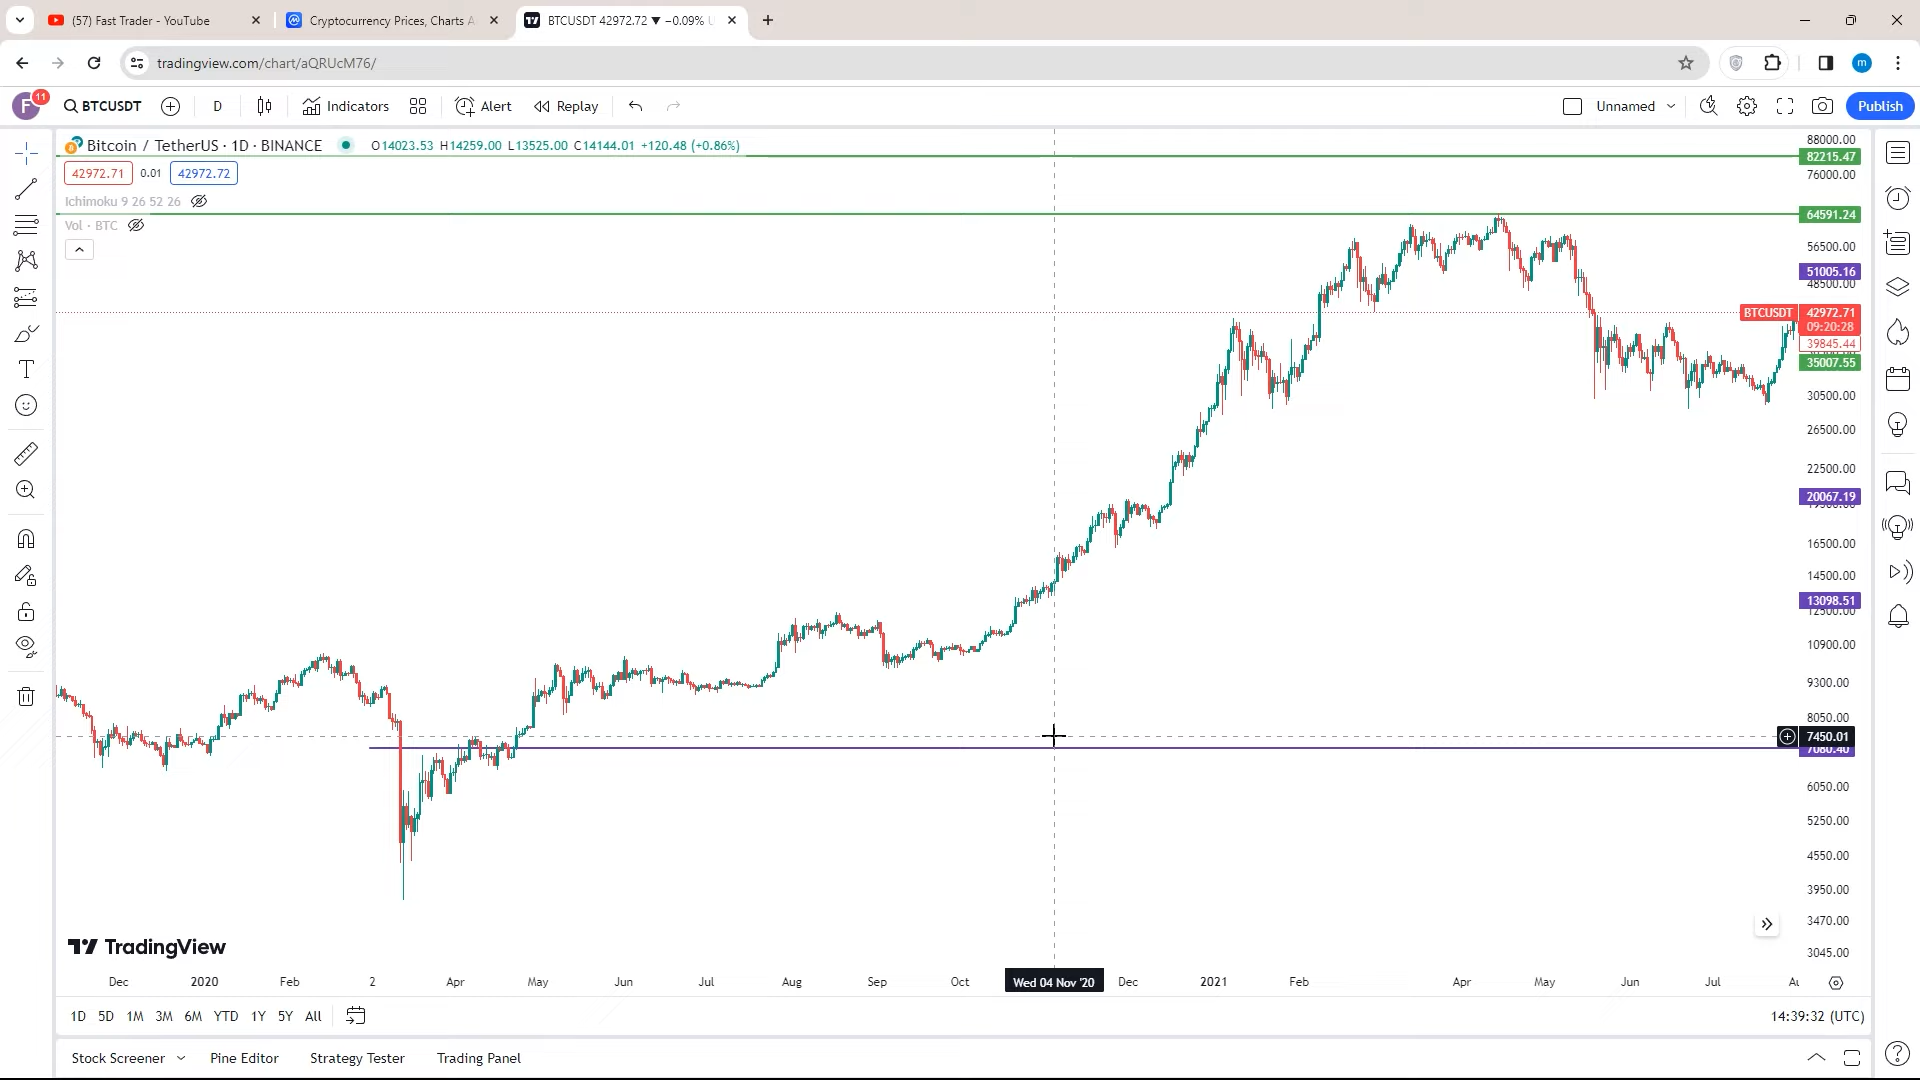 (57) Fast Trader - YouTube
Cryptocurrency Prices, Charts A
BTCUSDT 42972.72 ▼ −0.09% U
tradingview.com/chart/aQRUcM76/
m
F
11
BTCUSDT
D
Indicators
Alert
Replay
Unnamed
Publish
Bitcoin / TetherUS · 1D · BINANCE
O14023.53 H14259.00 L13525.00 C14144.01 +120.48 (+0.86%)
42972.71
0.01
42972.72
Ichimoku 9 26 52 26
Vol · BTC
88000.00
82215.47
76000.00
64591.24
56500.00
51005.16
48500.00
BTCUSDT
42972.71
09:20:28
39845.44
35007.55
30500.00
26500.00
22500.00
20067.19
16500.00
14500.00
13098.51
12500.00
10900.00
9300.00
8050.00
7450.01
7080.40
6050.00
5250.00
4550.00
3950.00
3470.00
3045.00
TradingView
Dec
2020
Feb
2
Apr
May
Jun
Jul
Aug
Sep
Oct
Wed 04 Nov '20
Dec
2021
Feb
Apr
May
Jun
Jul
1D 5D 1M 3M 6M YTD 1Y 5Y All
14:39:32 (UTC)
Stock Screener
Pine Editor
Strategy Tester
Trading Panel